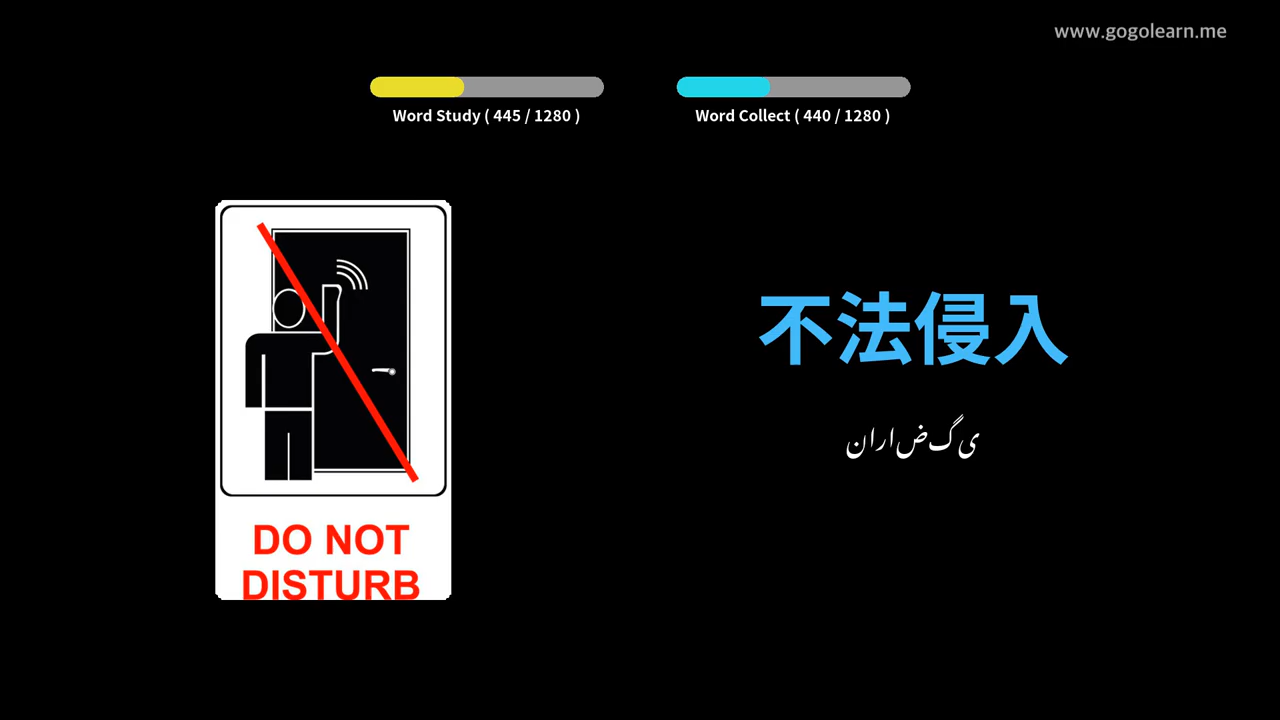 www.gogolearn.me
Word Study ( 445 / 1280 )
Word Collect ( 440 / 1280 )
不法侵入
ی گ ض ا ر ا ن
DO NOT
DISTURB